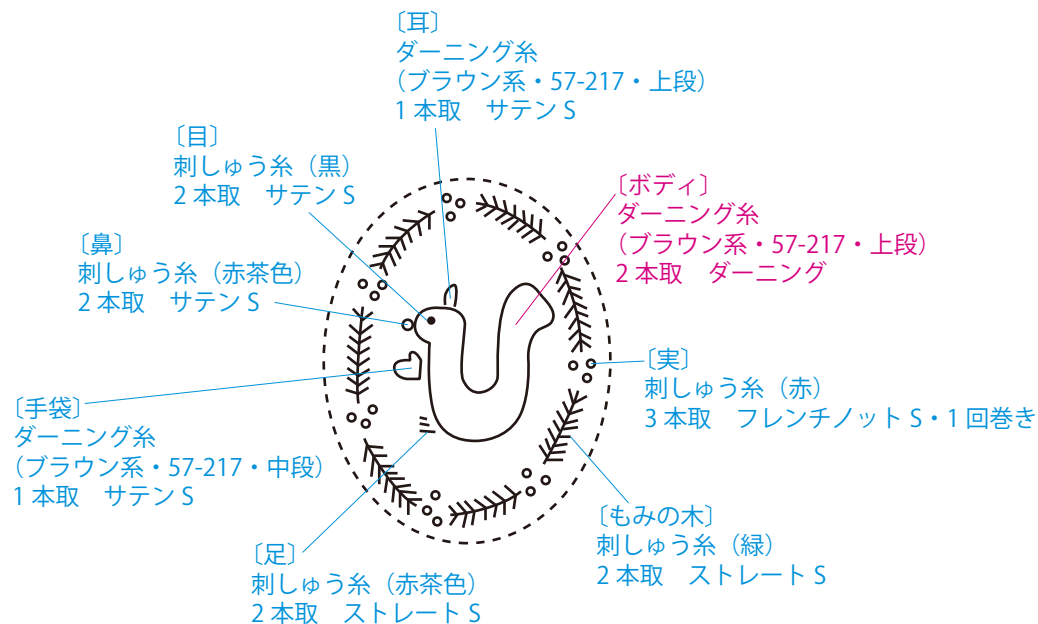 〔耳〕
ダーニング糸
（ブラウン系・57-217・上段）
1 本取　サテン S
〔目〕
刺しゅう糸（黒）
2 本取　サテン S
〔ボディ〕
ダーニング糸
（ブラウン系・57-217・上段）
2 本取　ダーニング
〔鼻〕
刺しゅう糸（赤茶色）
2 本取　サテン S
〔実〕
刺しゅう糸（赤）
3 本取　フレンチノット S・1 回巻き
〔手袋〕
ダーニング糸
（ブラウン系・57-217・中段）
1 本取　サテン S
〔もみの木〕
刺しゅう糸（緑）
2 本取　ストレート S
〔足〕
刺しゅう糸（赤茶色）
2 本取　ストレート S